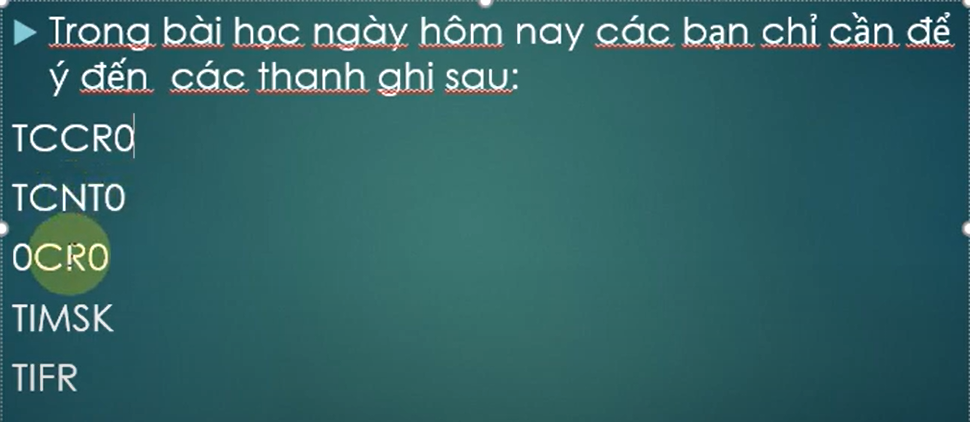 Trong bài học ngày hôm nay các bạn chỉ cần để
ý đến các thanh ghi sau:
TCCR0
TCNT0
0CR0
TIMSK
TIFR